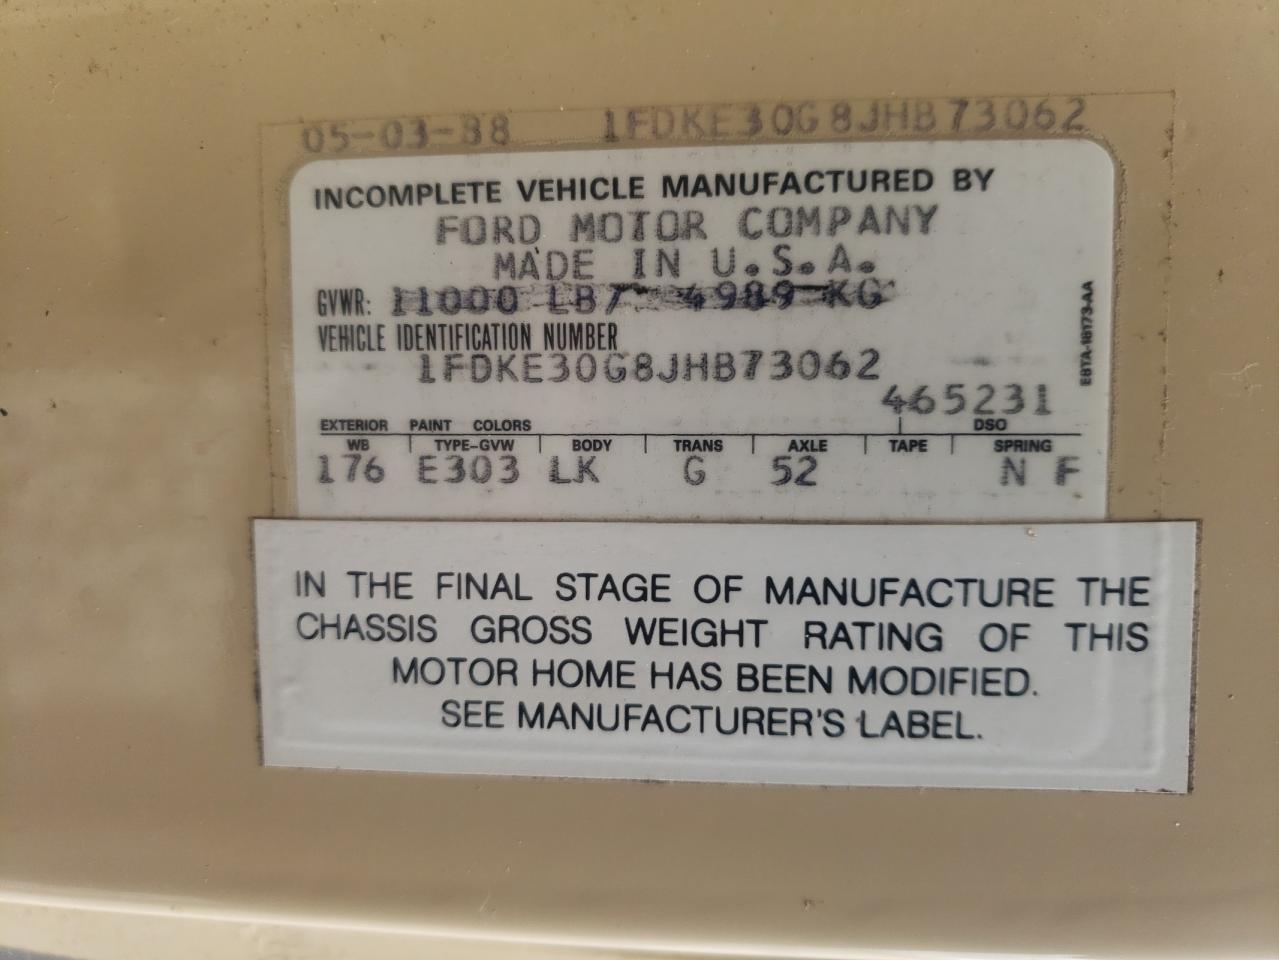 05-03-88 1FDKE30G8JHB73062
INCOMPLETE VEHICLE MANUFACTURED BY
FORD MOTOR COMPANY
MADE IN U.S.A.
GVWR: 11000 LB/ 4989 KG
VEHICLE IDENTIFICATION NUMBER
1FDKE30G8JHB73062
E8TA-18173-AA
465231
EXTERIOR PAINT COLORS DSO
WB TYPE-GVW BODY TRANS AXLE TAPE SPRING
176 E303 LK G 52 N F
IN THE FINAL STAGE OF MANUFACTURE THE
CHASSIS GROSS WEIGHT RATING OF THIS
MOTOR HOME HAS BEEN MODIFIED.
SEE MANUFACTURER'S LABEL.